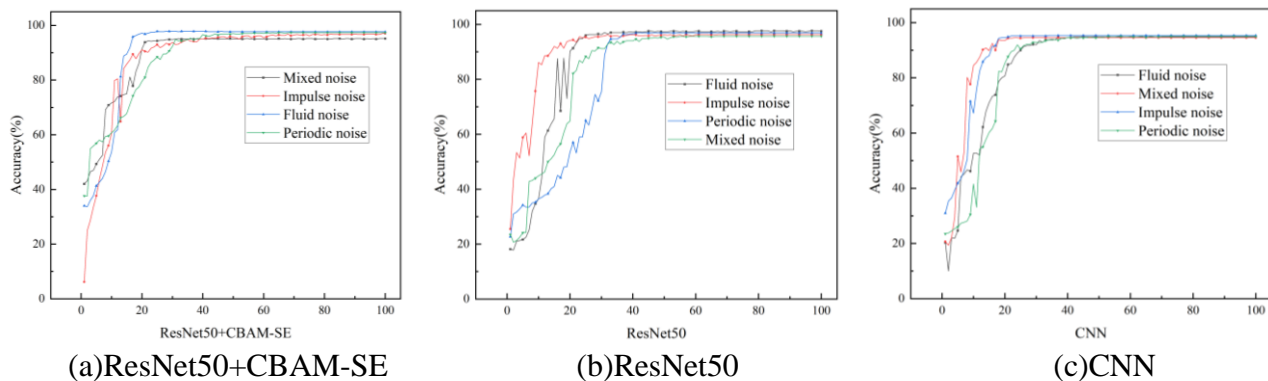 100
80
60
40
20
0
Accuracy(%)
Mixed noise
Impulse noise
Fluid noise
Periodic noise
0 20 40 60 80 100
ResNet50+CBAM-SE
(a)ResNet50+CBAM-SE
100
80
60
40
20
0
Accuracy(%)
Fluid noise
Impulse noise
Periodic noise
Mixed noise
0 20 40 60 80 100
ResNet50
(b)ResNet50
100
80
60
40
20
0
Accuracy(%)
Fluid noise
Mixed noise
Impulse noise
Periodic noise
0 20 40 60 80 100
CNN
(c)CNN